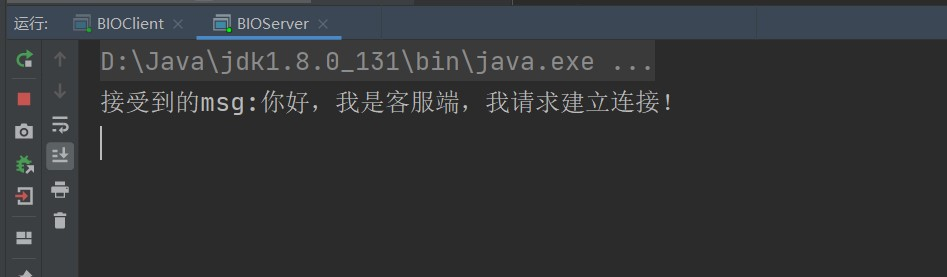 运行: BIOClient × BIOServer ×
D:\Java\jdk1.8.0_131\bin\java.exe ...
接受到的msg:你好，我是客服端，我请求建立连接！